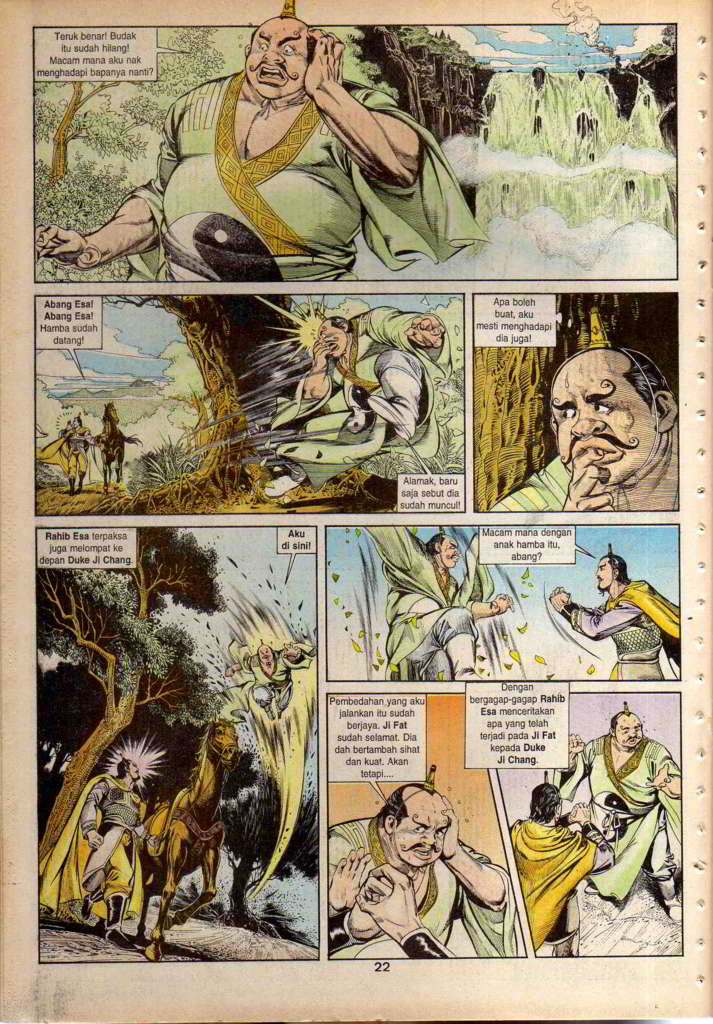 Teruk benar! Budak
itu sudah hilang!
Macam mana aku nak
menghadapi bapanya nanti?
Abang Esa!
Abang Esa!
Hamba sudah
datang!
Alamak, baru
saja sebut dia
sudah muncul!
Apa boleh
buat, aku
mesti menghadapi
dia juga!
Rahib Esa terpaksa
juga melompat ke
depan Duke Ji Chang.
Aku
di sini!
Macam mana dengan
anak hamba itu,
abang?
Pembedahan yang aku
jalankan itu sudah
berjaya. Ji Fat
sudah selamat. Dia
dah bertambah sihat
dan kuat. Akan
tetapi....
Dengan
bergagap-gagap Rahib
Esa menceritakan
apa yang telah
terjadi pada Ji Fat
kepada Duke
Ji Chang.
22